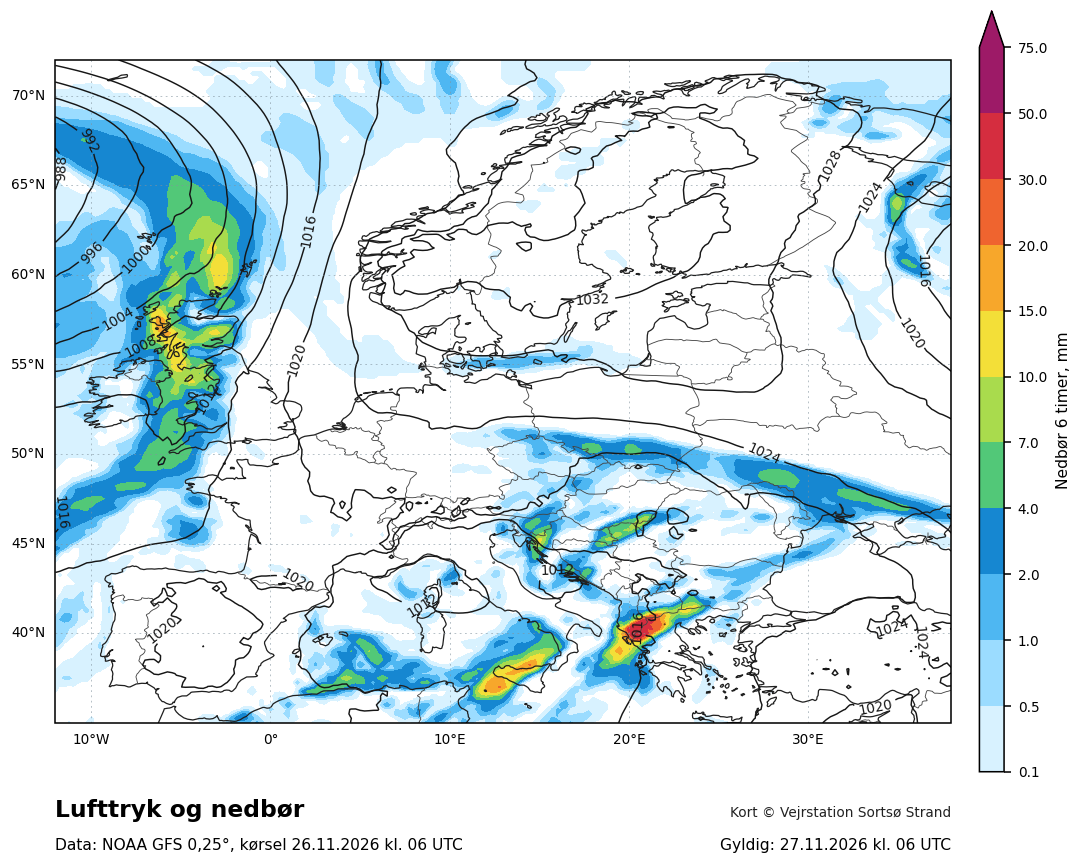 75.0
50.0
30.0
20.0
15.0
10.0
7.0
4.0
2.0
1.0
0.5
0.1
Nedbør 6 timer, mm
70°N
65°N
60°N
55°N
50°N
45°N
40°N
10°W
0°
10°E
20°E
30°E
992
988
996
1000
1004
1008
1012
1016
1016
1020
1020
1020
1012
1012
1016
1032
1028
1024
1016
1020
1024
1024
1024
1020
Lufttryk og nedbør
Kort © Vejrstation Sortsø Strand
Data: NOAA GFS 0,25°, kørsel 26.11.2026 kl. 06 UTC
Gyldig: 27.11.2026 kl. 06 UTC